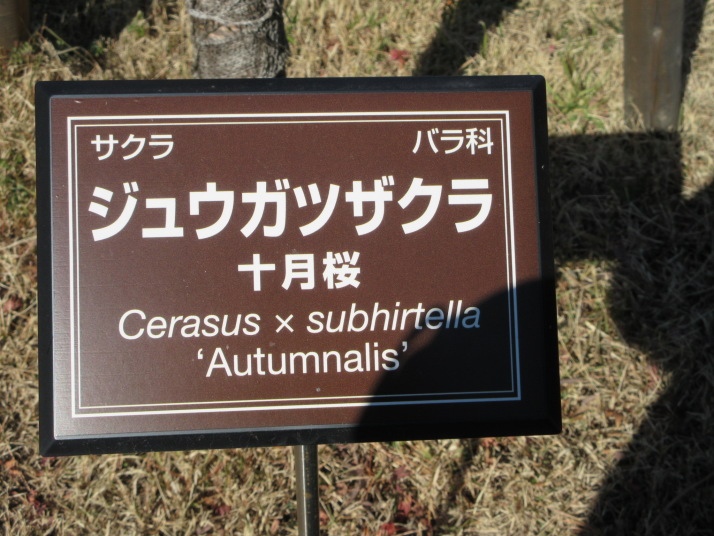 サクラ バラ科
ジュウガツザクラ
十月桜
Cerasus × subhirtella
‘Autumnalis’